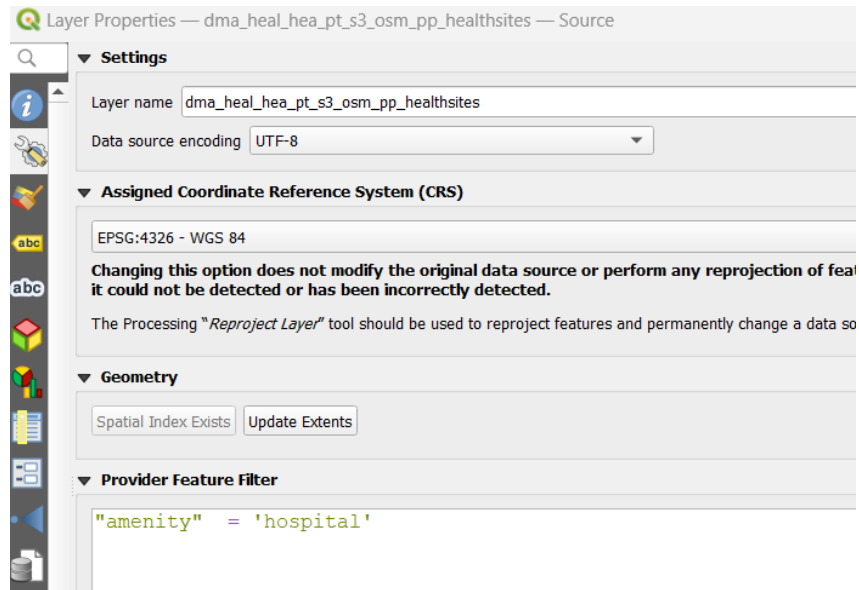 Layer Properties — dma_heal_hea_pt_s3_osm_pp_healthsites — Source
Settings
Layer name dma_heal_hea_pt_s3_osm_pp_healthsites
Data source encoding UTF-8
Assigned Coordinate Reference System (CRS)
EPSG:4326 - WGS 84
Changing this option does not modify the original data source or perform any reprojection of feat
it could not be detected or has been incorrectly detected.
The Processing “Reproject Layer” tool should be used to reproject features and permanently change a data so
Geometry
Spatial Index Exists Update Extents
Provider Feature Filter
"amenity"  = 'hospital'
abc
abc